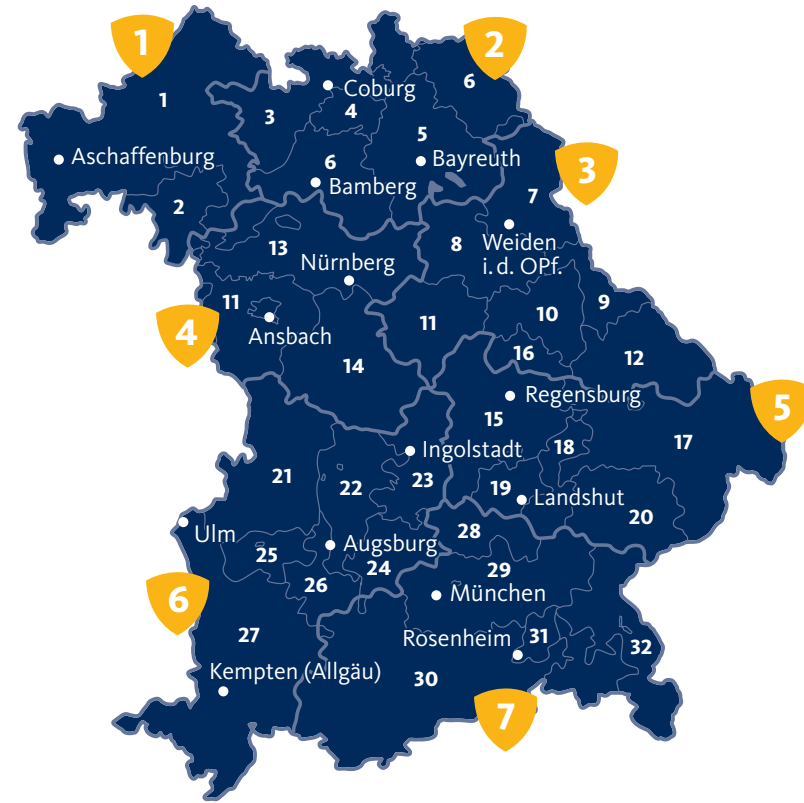 1
2
6
1
3
Coburg
4
5
Aschaffenburg
6
Bayreuth
3
Bamberg
7
2
13
8
Weiden
i. d. OPf.
Nürnberg
11
9
10
11
4
Ansbach
16
12
14
Regensburg
5
15
17
18
Ingolstadt
21
22
23
19
Landshut
20
Ulm
28
Augsburg
25
24
29
26
München
6
27
Rosenheim
31
32
Kempten (Allgäu)
30
7